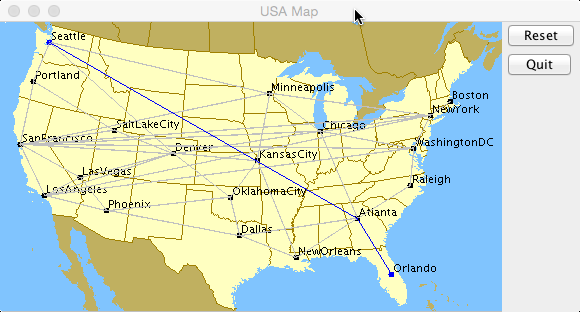 USA Map
Reset
Quit
Seattle
Portland
Minneapolis
Boston
NewYork
SaltLakeCity
Chicago
SanFrancisco
Denver
KansasCity
WashingtonDC
LasVegas
LosAngeles
OklahomaCity
Raleigh
Phoenix
Atlanta
Dallas
NewOrleans
Orlando